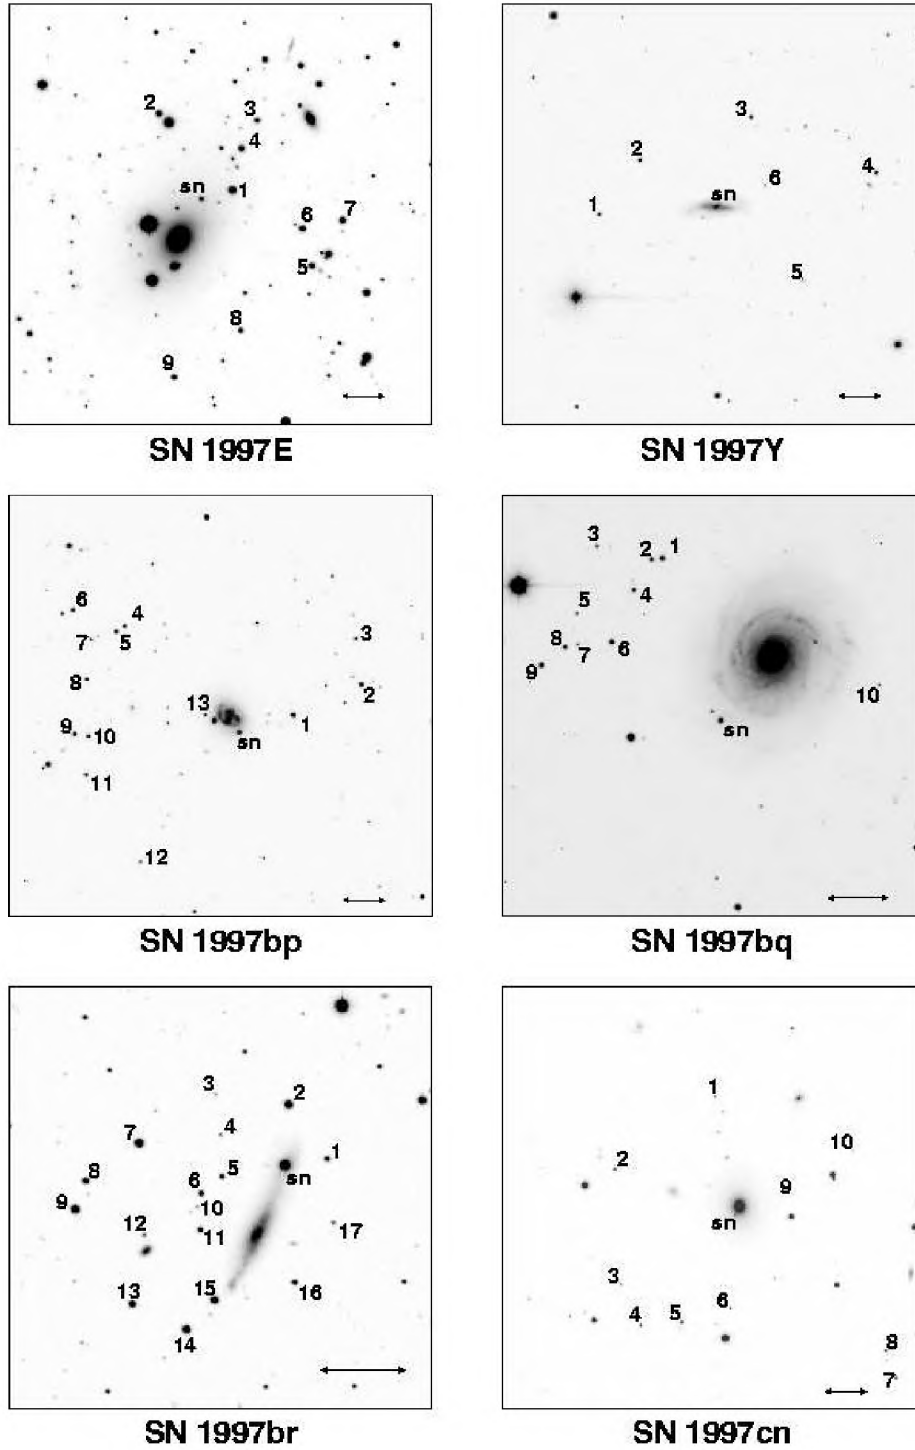 2 3
4
sn 1
6 7
5
8
9
SN 1997E
3
2 4
6
1 sn
5
SN 1997Y
6 4
7 5 3
8 2
13 1
9 10 sn
11
12
SN 1997bp
3 2 1
4
5
8 7 6
9
10
sn
SN 1997bq
3 2
4
7 1
8 5 sn
6
9 10
12 11 17
13 15 16
14
SN 1997br
1
10
2
9
sn
3
4 5 6
8
7
SN 1997cn